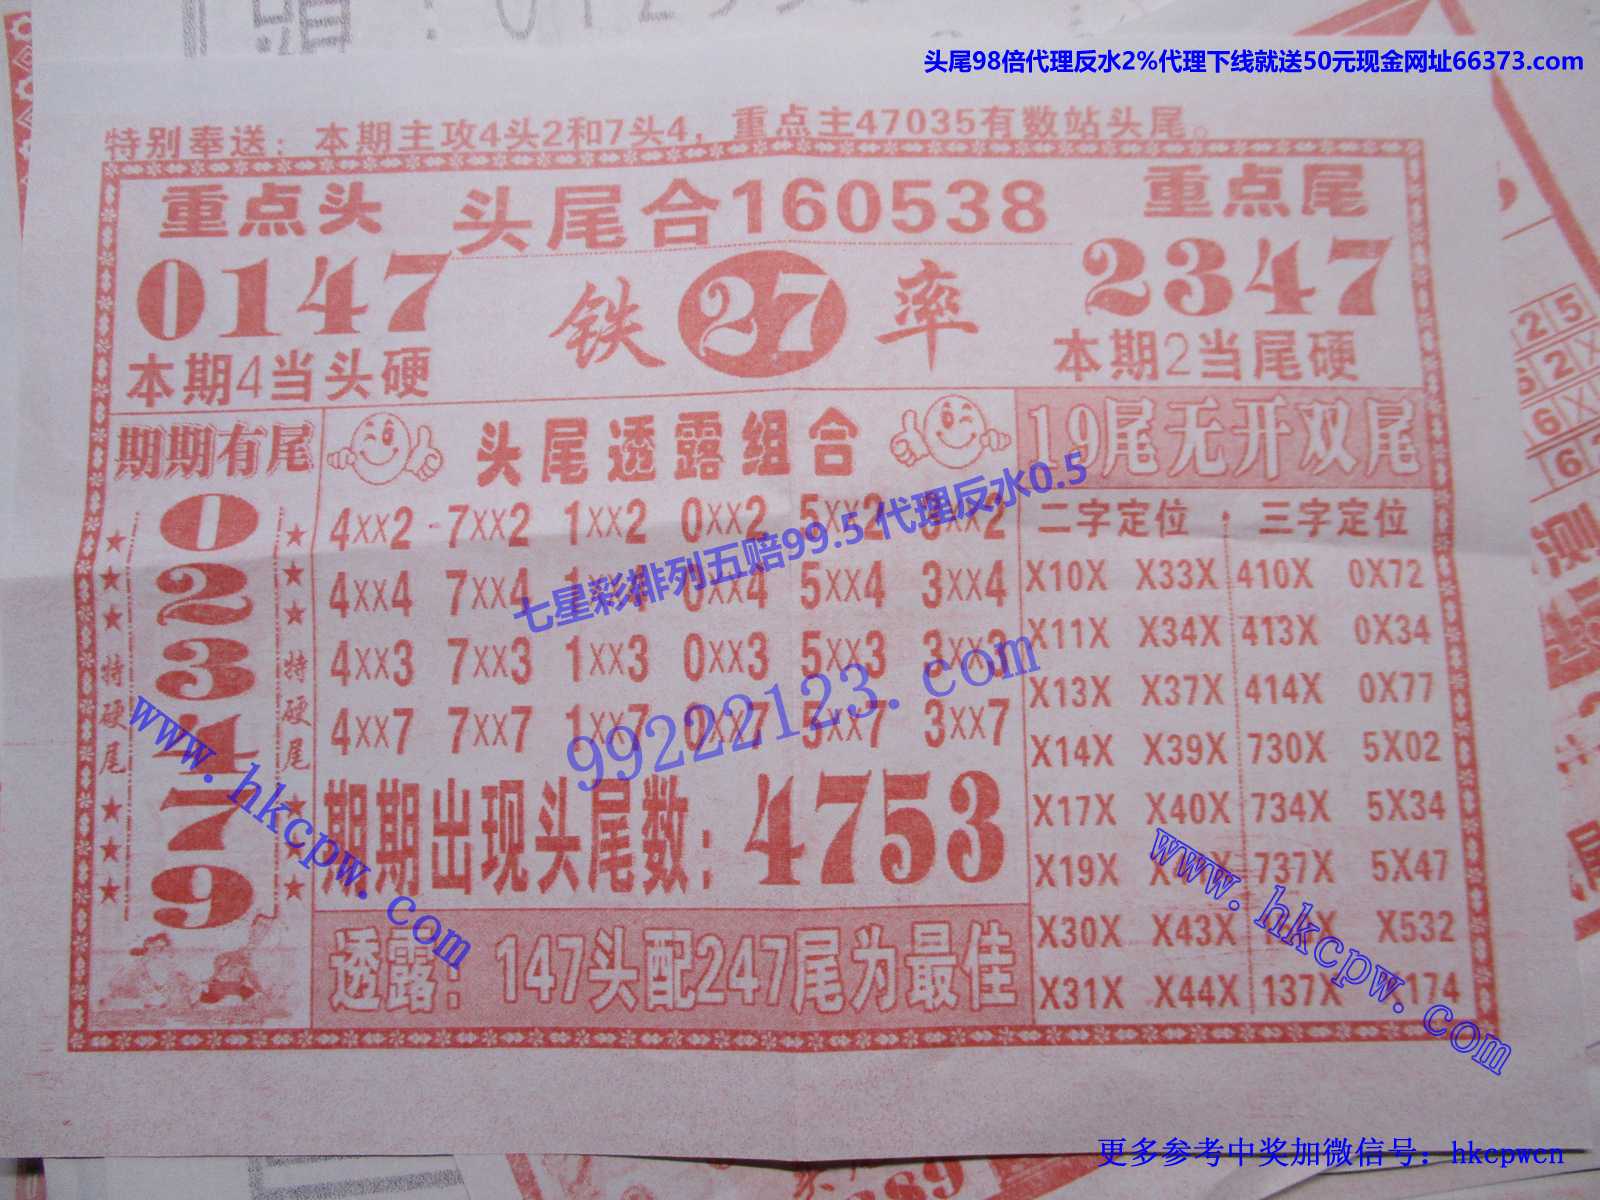 头尾98倍代理反水2%代理下线就送50元现金网址66373.com
特别奉送：本期主攻4头2和7头4，重点主47035有数站头尾。
重点头
头尾合160538
重点尾
0147
铁27率
2347
本期4当头硬
本期2当尾硬
期期有尾
头尾透露组合
19尾无开双尾
0
2
3
4
7
9
特硬尾
特硬尾
4XX2 7XX2 1XX2 0XX2 5XX2 3XX2
4XX4 7XX4 1XX4 0XX4 5XX4 3XX4
4XX3 7XX3 1XX3 0XX3 5XX3 3XX3
4XX7 7XX7 1XX7 0XX7 5XX7 3XX7
期期出现头尾数：4753
透露：147头配247尾为最佳
二字定位 三字定位
X10X X33X 410X 0X72
X11X X34X 413X 0X34
X13X X37X 414X 0X77
X14X X39X 730X 5X02
X17X X40X 734X 5X34
X19X 737X 5X47
X30X X43X X532
X31X X44X 137X 174
七星彩排列五赔99.5 代理反水0.5
99222123.com
www.hkcpw.com
www.hkcpw.com
更多参考中奖加微信号：hkcpwcn